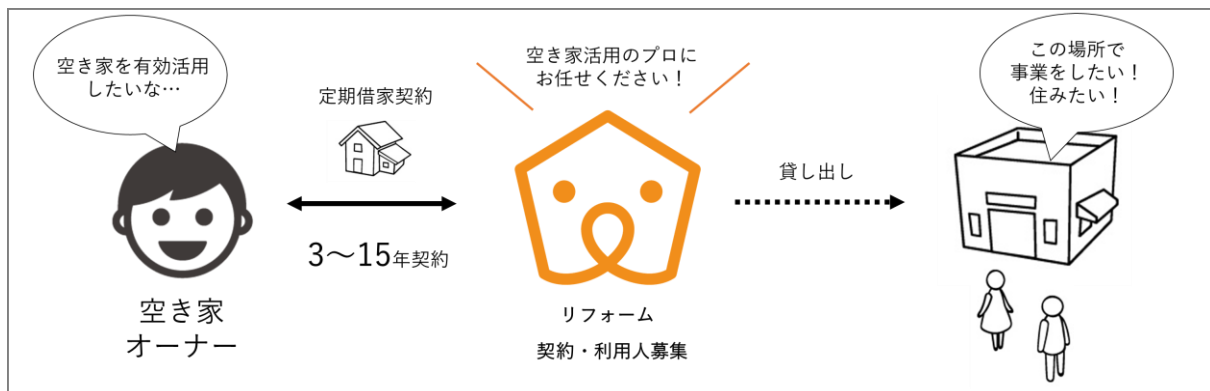 空き家を有効活用
したいな…
空き家
オーナー
定期借家契約
3〜15年契約
空き家活用のプロに
お任せください！
リフォーム
契約・利用人募集
貸し出し
この場所で
事業をしたい！
住みたい！